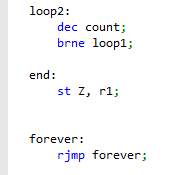 loop2:
dec count;
brne loop1;
end:
st Z, r1;
forever:
rjmp forever;